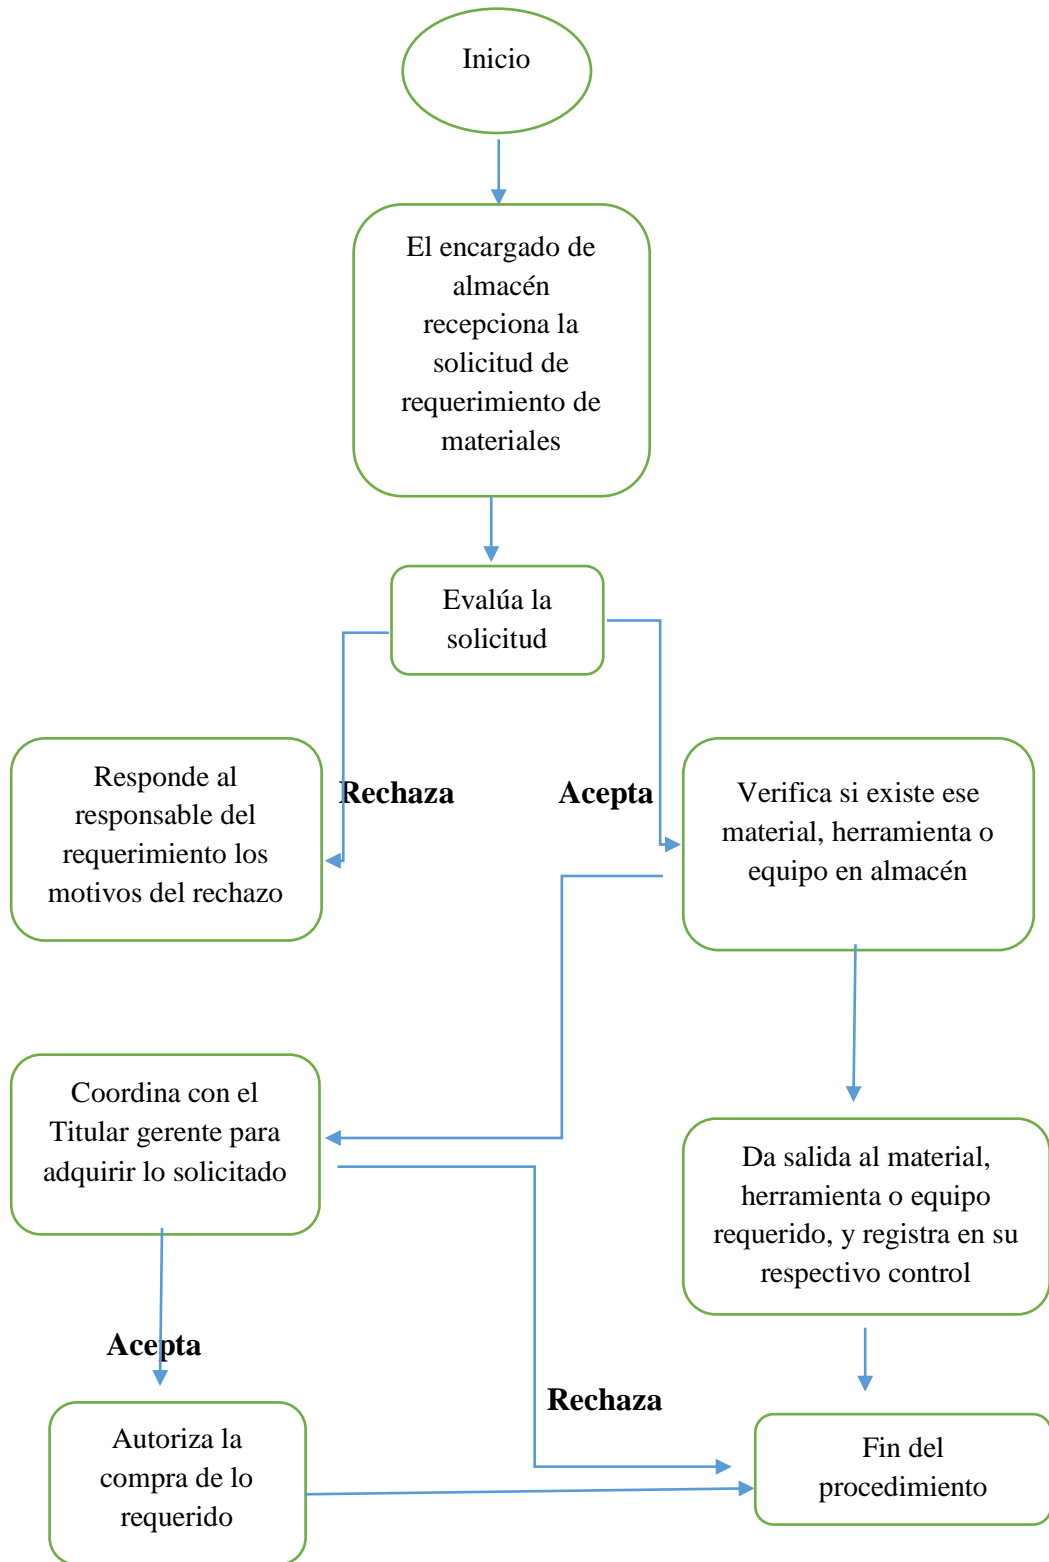 Inicio
El encargado de
almacén
recepciona la
solicitud de
requerimiento de
materiales
Evalúa la
solicitud
Responde al
responsable del
requerimiento los
motivos del rechazo
Rechaza
Acepta
Verifica si existe ese
material, herramienta o
equipo en almacén
Coordina con el
Titular gerente para
adquirir lo solicitado
Da salida al material,
herramienta o equipo
requerido, y registra en su
respectivo control
Acepta
Rechaza
Autoriza la
compra de lo
requerido
Fin del
procedimiento